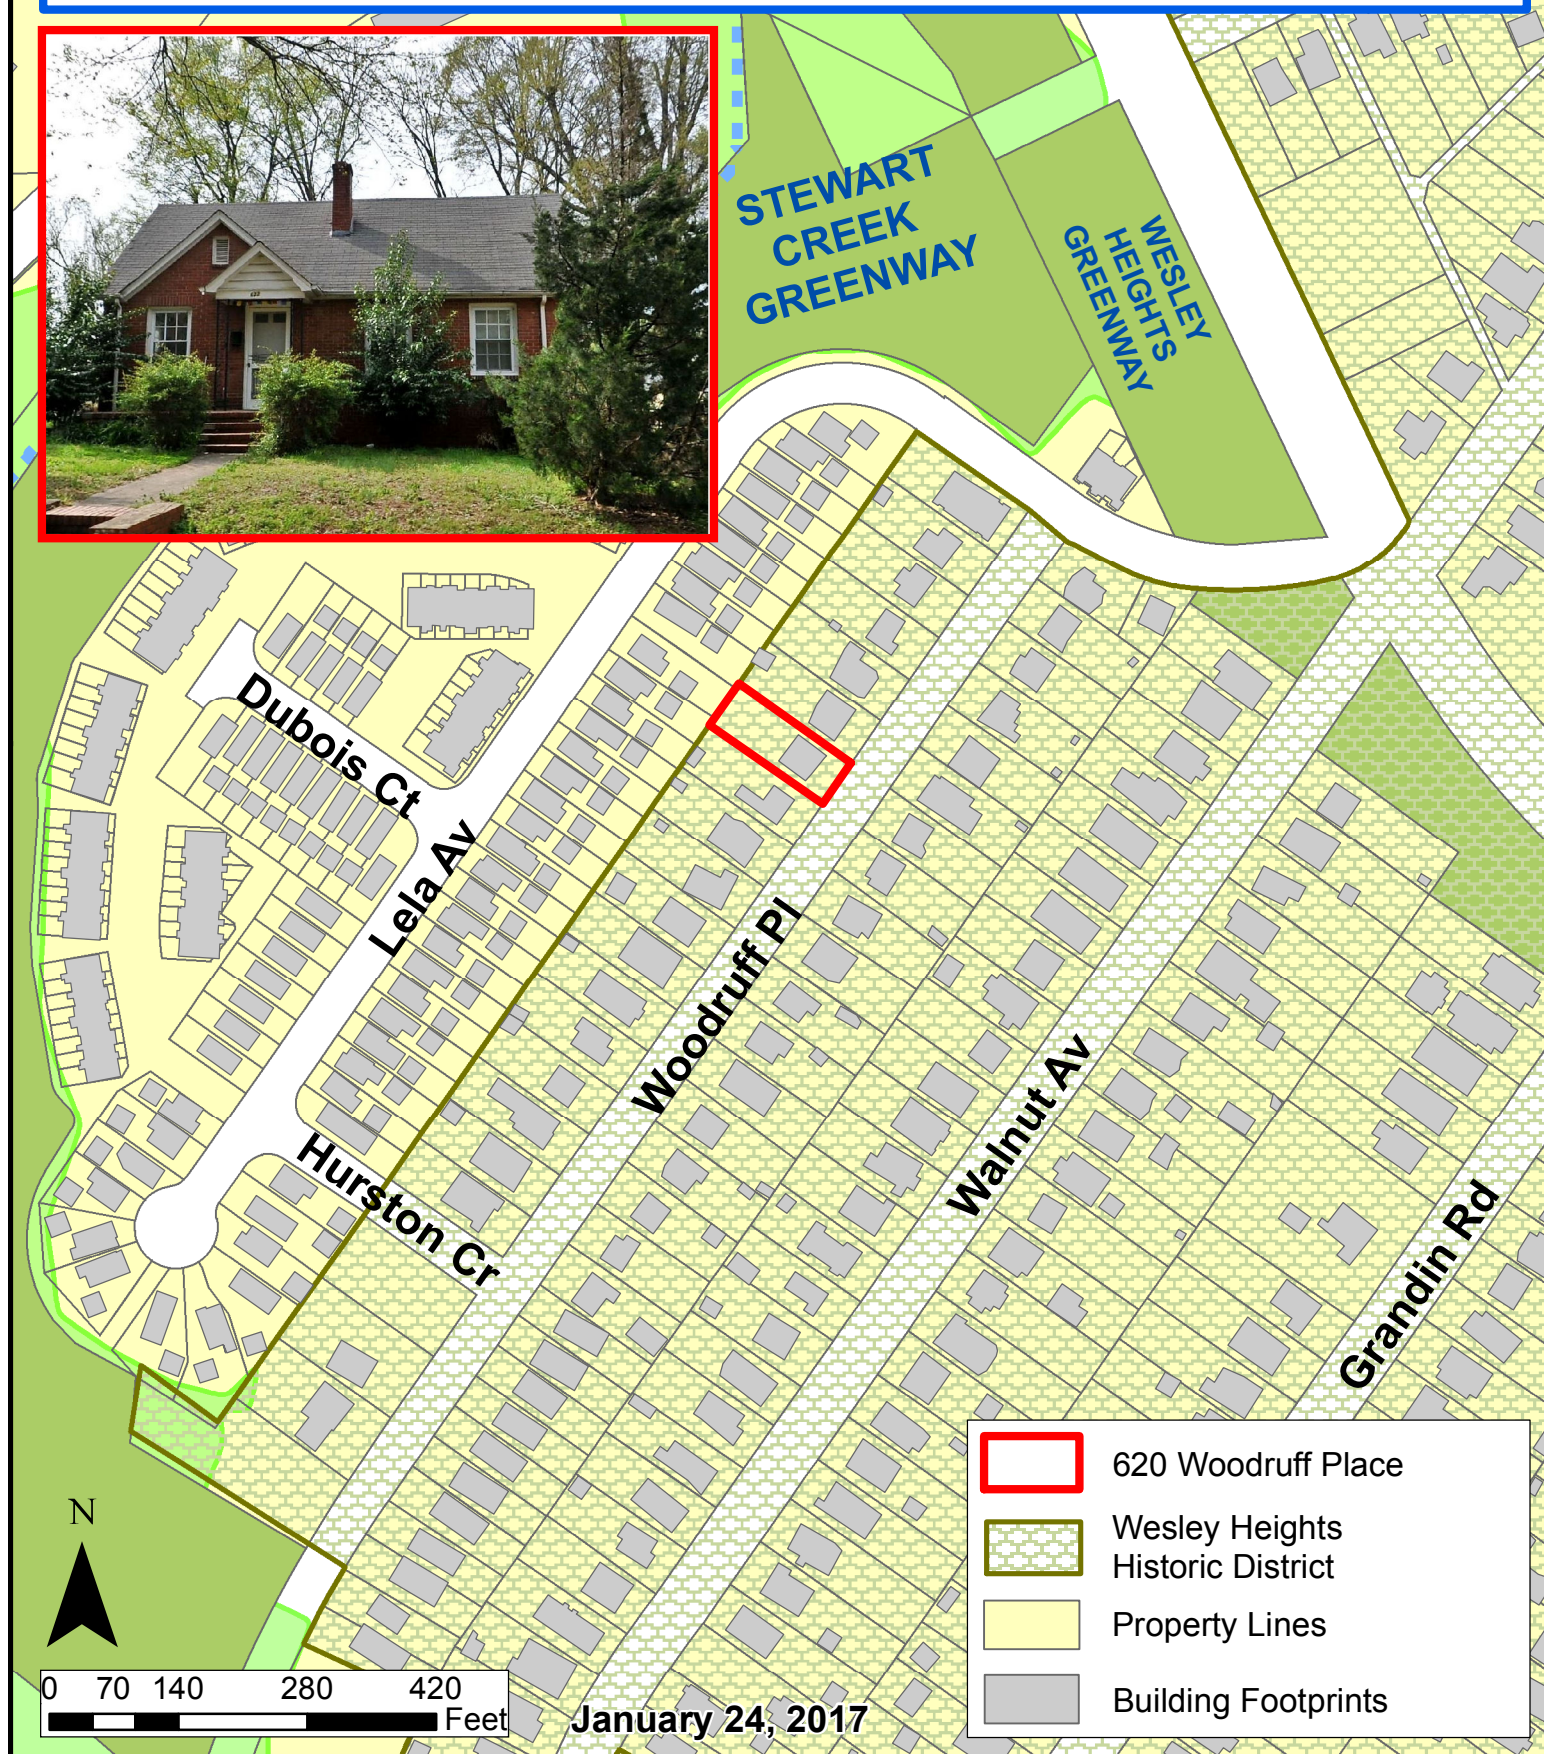 620
STEWART
CREEK
GREENWAY
WESLEY
HEIGHTS
GREENWAY
Dubois Ct
Lela Av
Woodruff Pl
Hurston Cr
Walnut Av
Grandin Rd
N
0 70 140 280 420
Feet
January 24, 2017
620 Woodruff Place
Wesley Heights
Historic District
Property Lines
Building Footprints